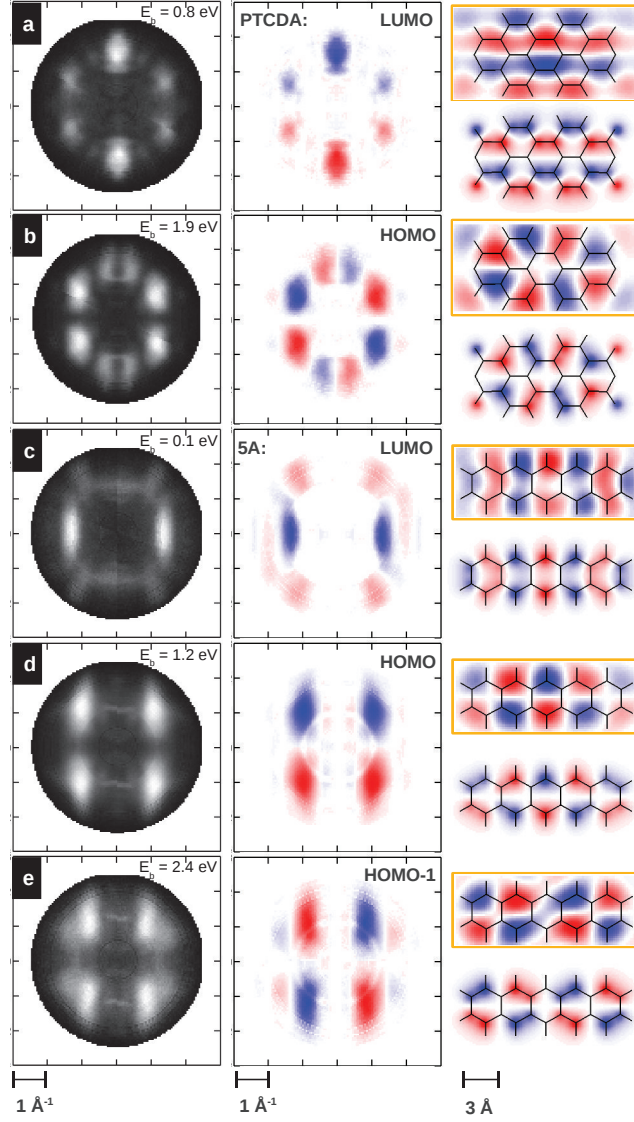 a
E_b = 0.8 eV
PTCDA: LUMO
b
E_b = 1.9 eV
HOMO
c
E_b = 0.1 eV
5A: LUMO
d
E_b = 1.2 eV
HOMO
e
E_b = 2.4 eV
HOMO-1
1 Å⁻¹
1 Å⁻¹
3 Å